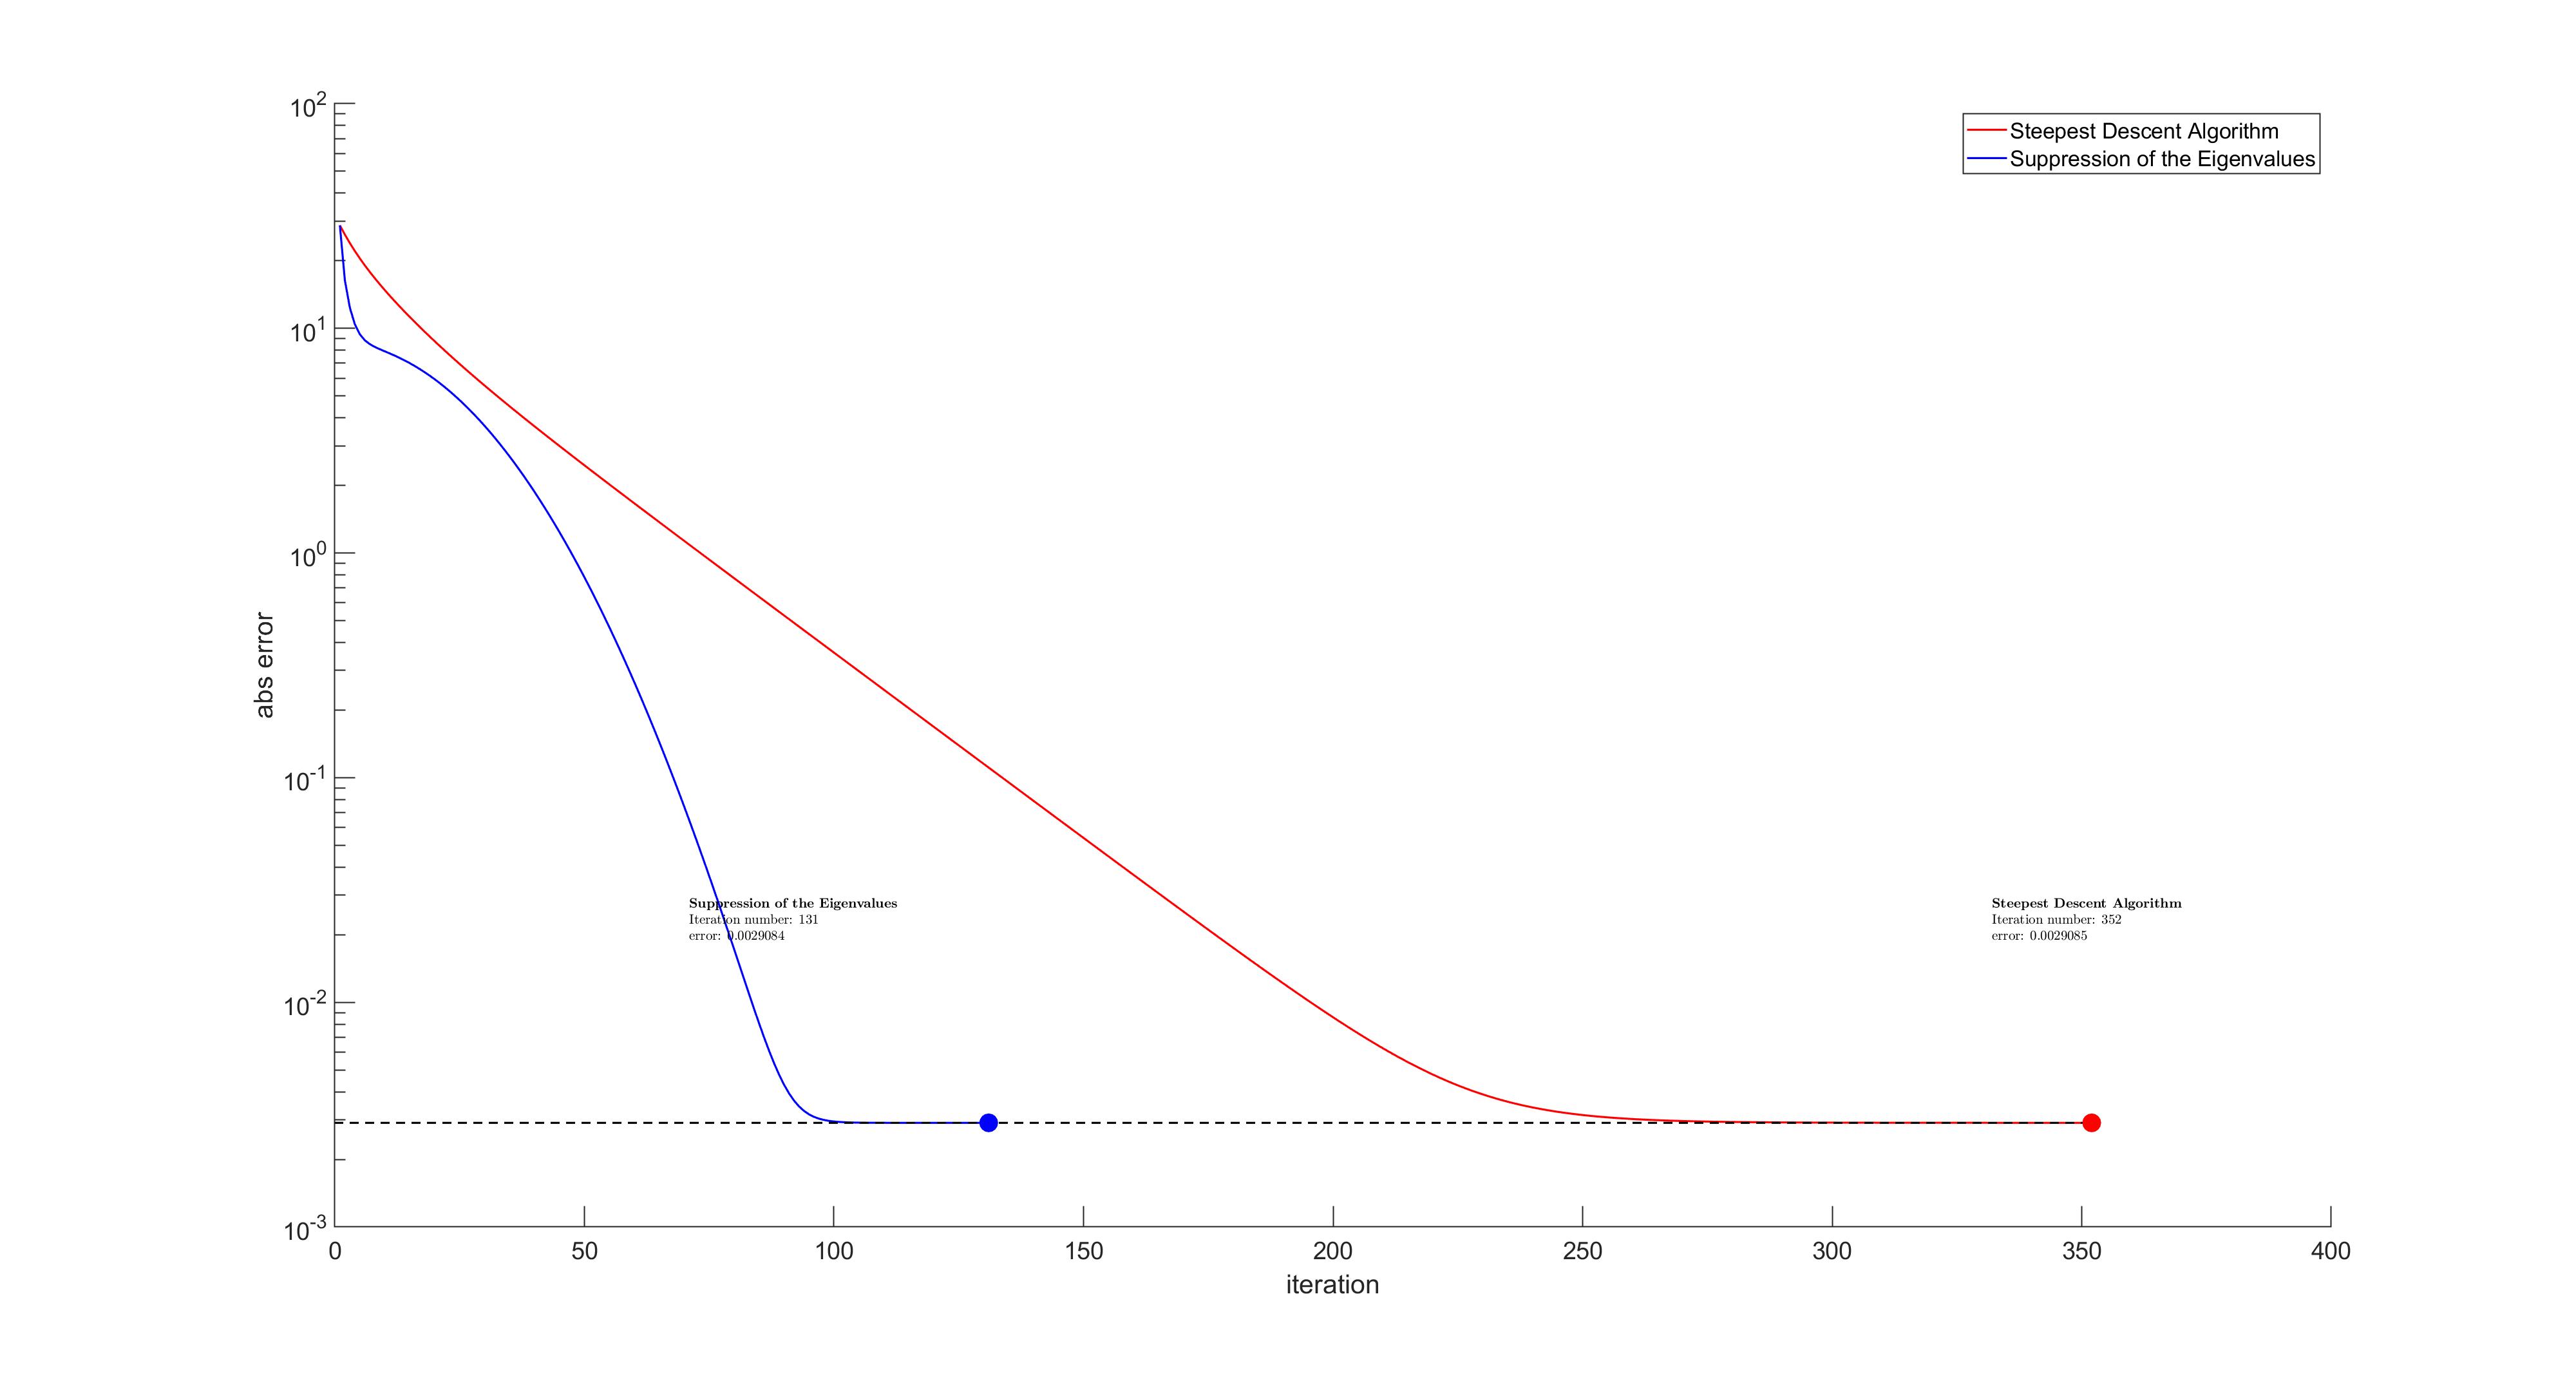 10^2
Steepest Descent Algorithm
Suppression of the Eigenvalues
10^1
10^0
abs error
10^-1
Suppression of the Eigenvalues
Iteration number: 131
error: 0.0029084
Steepest Descent Algorithm
Iteration number: 352
error: 0.0029085
10^-2
10^-3
0 50 100 150 200 250 300 350 400
iteration